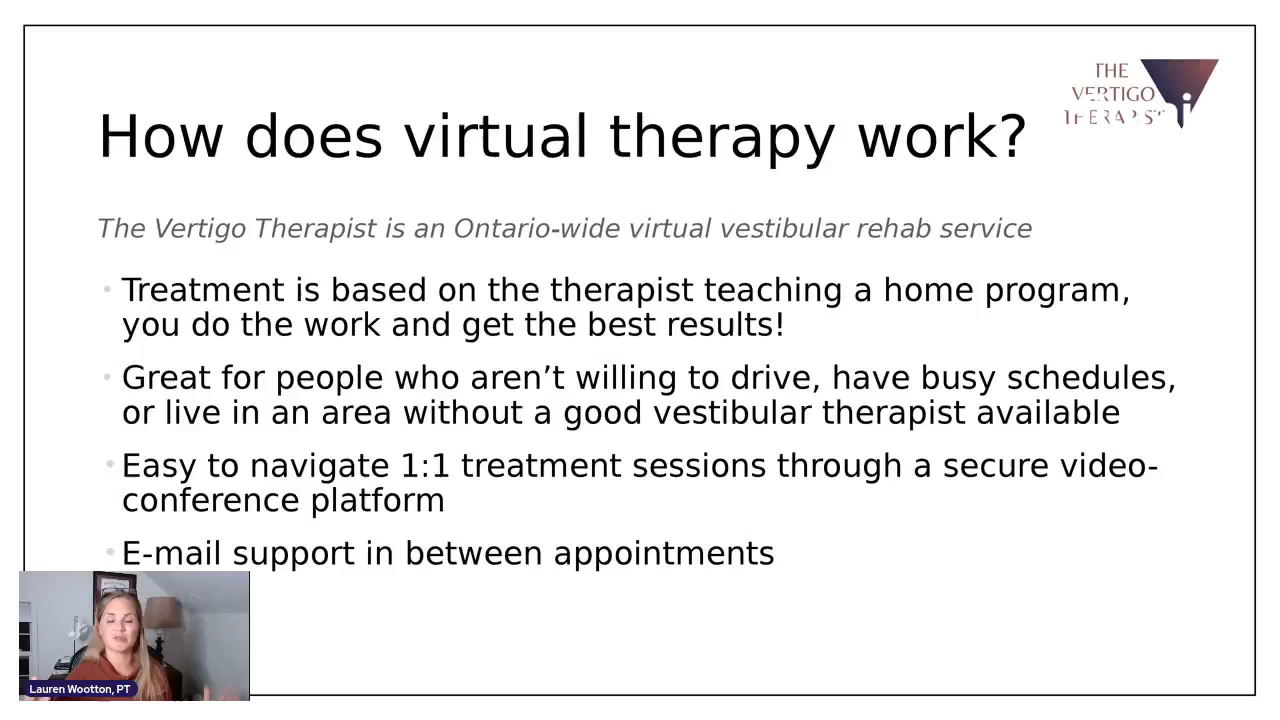 THE
VERTIGO
THERAPIST
How does virtual therapy work?
The Vertigo Therapist is an Ontario-wide virtual vestibular rehab service
• Treatment is based on the therapist teaching a home program,
you do the work and get the best results!
• Great for people who aren’t willing to drive, have busy schedules,
or live in an area without a good vestibular therapist available
• Easy to navigate 1:1 treatment sessions through a secure video-
conference platform
• E-mail support in between appointments
Lauren Wootton, PT